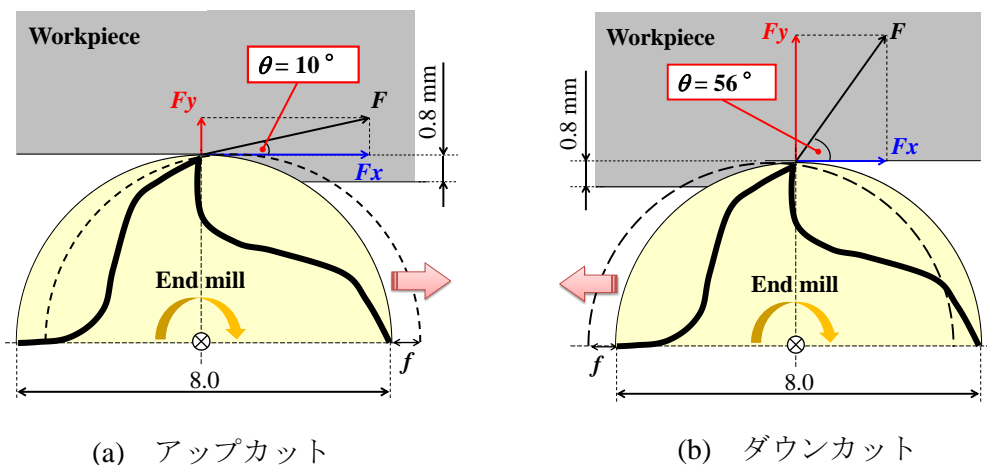 Workpiece
θ = 10°
Fy
F
Fx
0.8 mm
End mill
f
8.0
(a) アップカット
Workpiece
Fy
F
θ = 56°
Fx
0.8 mm
End mill
f
8.0
(b) ダウンカット